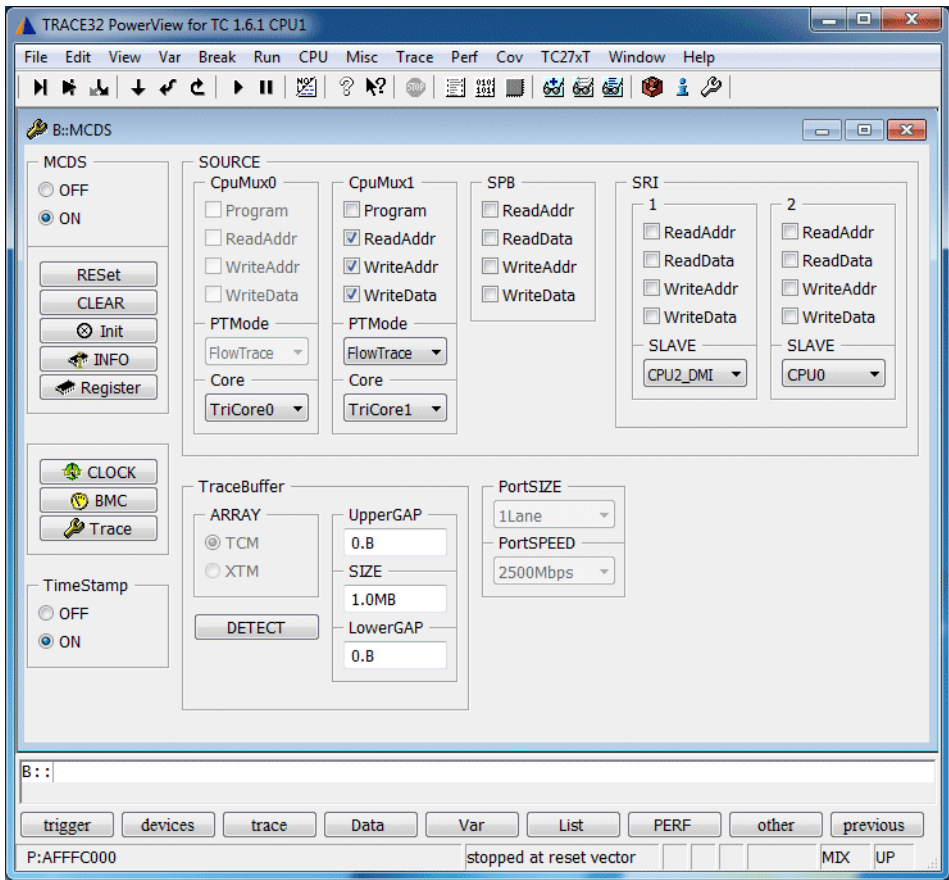 TRACE32 PowerView for TC 1.6.1 CPU1
File Edit View Var Break Run CPU Misc Trace Perf Cov TC27xT Window Help
STOP
B::MCDS
MCDS
OFF
ON
RESet
CLEAR
Init
INFO
Register
CLOCK
BMC
Trace
TimeStamp
OFF
ON
SOURCE
CpuMux0
Program
ReadAddr
WriteAddr
WriteData
PTMode
FlowTrace
Core
TriCore0
CpuMux1
Program
ReadAddr
WriteAddr
WriteData
PTMode
FlowTrace
Core
TriCore1
SPB
ReadAddr
ReadData
WriteAddr
WriteData
SRI
1
ReadAddr
ReadData
WriteAddr
WriteData
SLAVE
CPU2_DMI
2
ReadAddr
ReadData
WriteAddr
WriteData
SLAVE
CPU0
TraceBuffer
ARRAY
TCM
XTM
DETECT
UpperGAP
0.B
SIZE
1.0MB
LowerGAP
0.B
PortSIZE
1Lane
PortSPEED
2500Mbps
B::
trigger devices trace Data Var List PERF other previous
P:AFFFC000 stopped at reset vector MIX UP